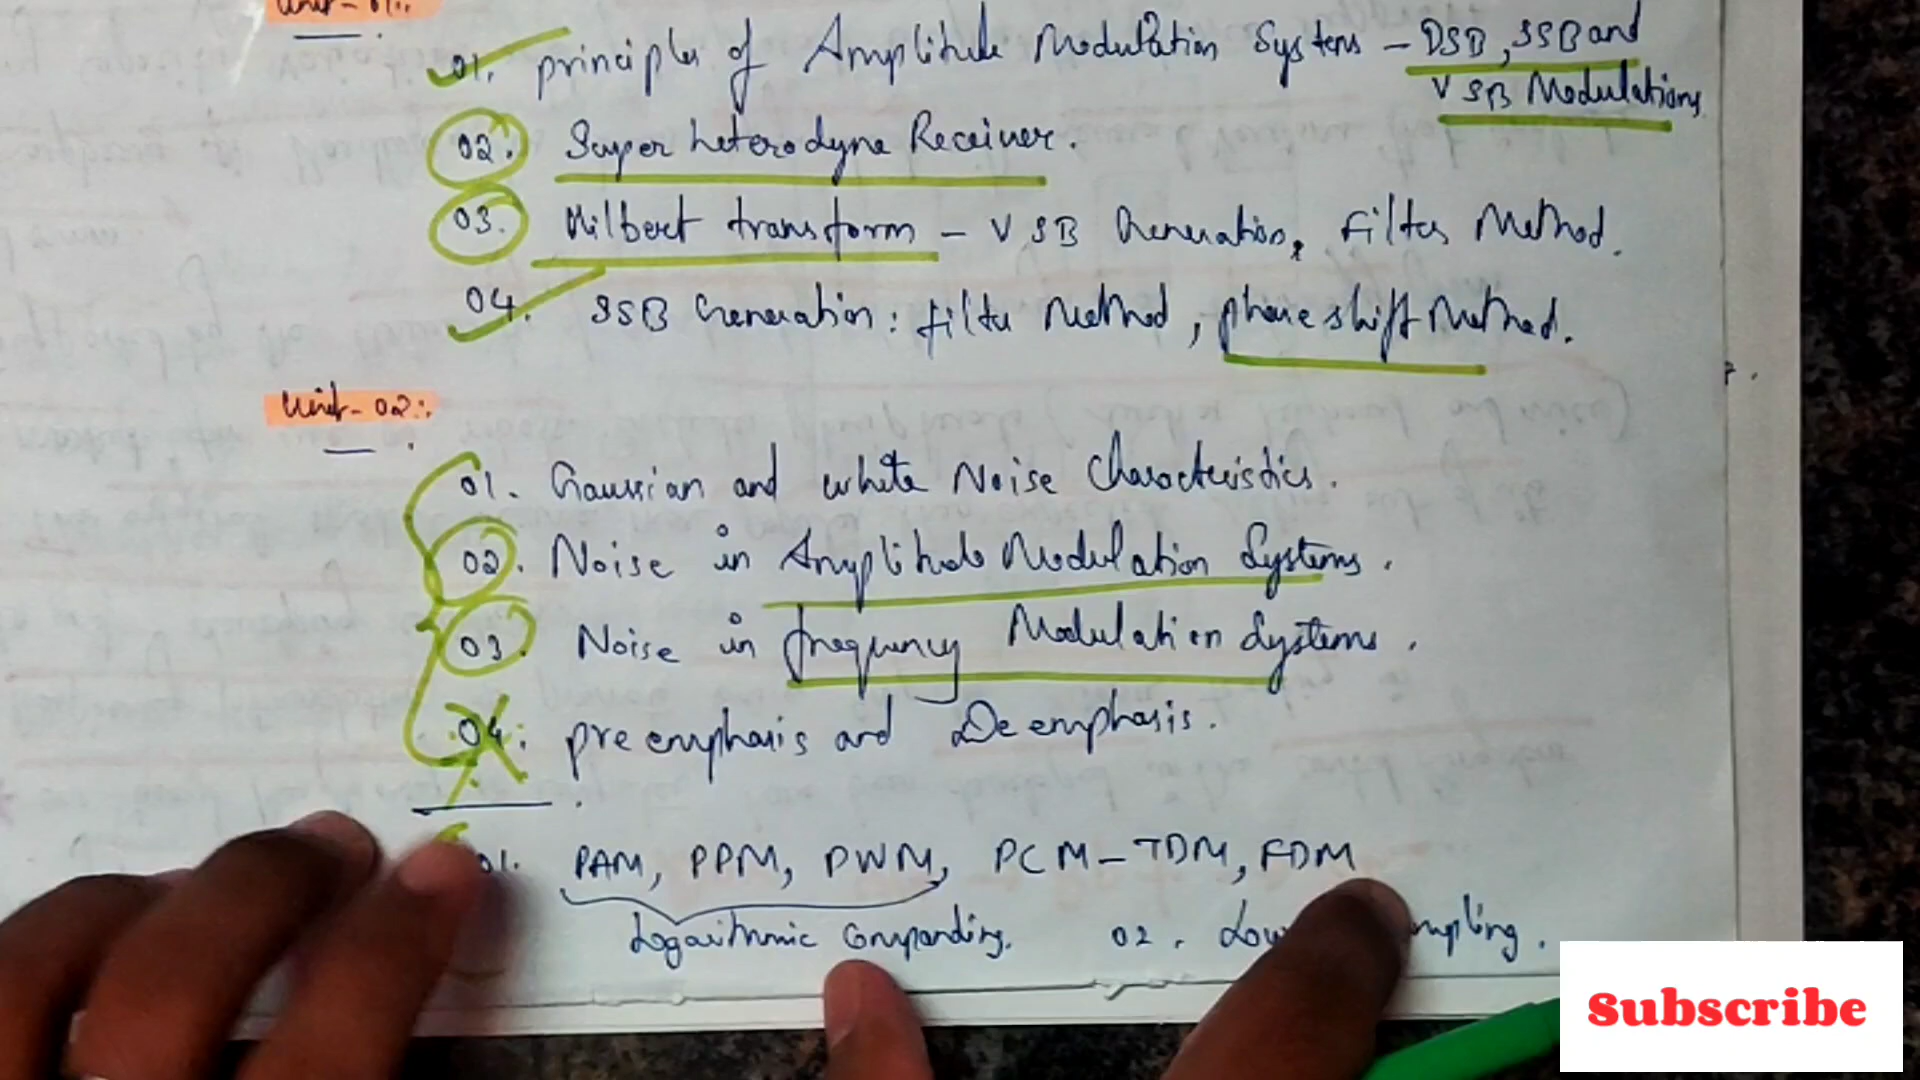 Unit-01:.
01. principles of Amplitude Modulation Systems - DSB, SSB and
VSB Modulations
02. Super heterodyne Receiver.
03. Hilbert transform - VSB Generation, Filter Method.
04. SSB Generation: filter Method, phase shift Method.
Unit-02:.
01. Gaussian and white Noise Characteristics.
02. Noise in Amplitude Modulation Systems.
03. Noise in frequency Modulation Systems.
04. pre emphasis and De emphasis.
01. PAM, PPM, PWM, PCM - TDM, FDM
Logarithmic Companding. 02.
Subscribe